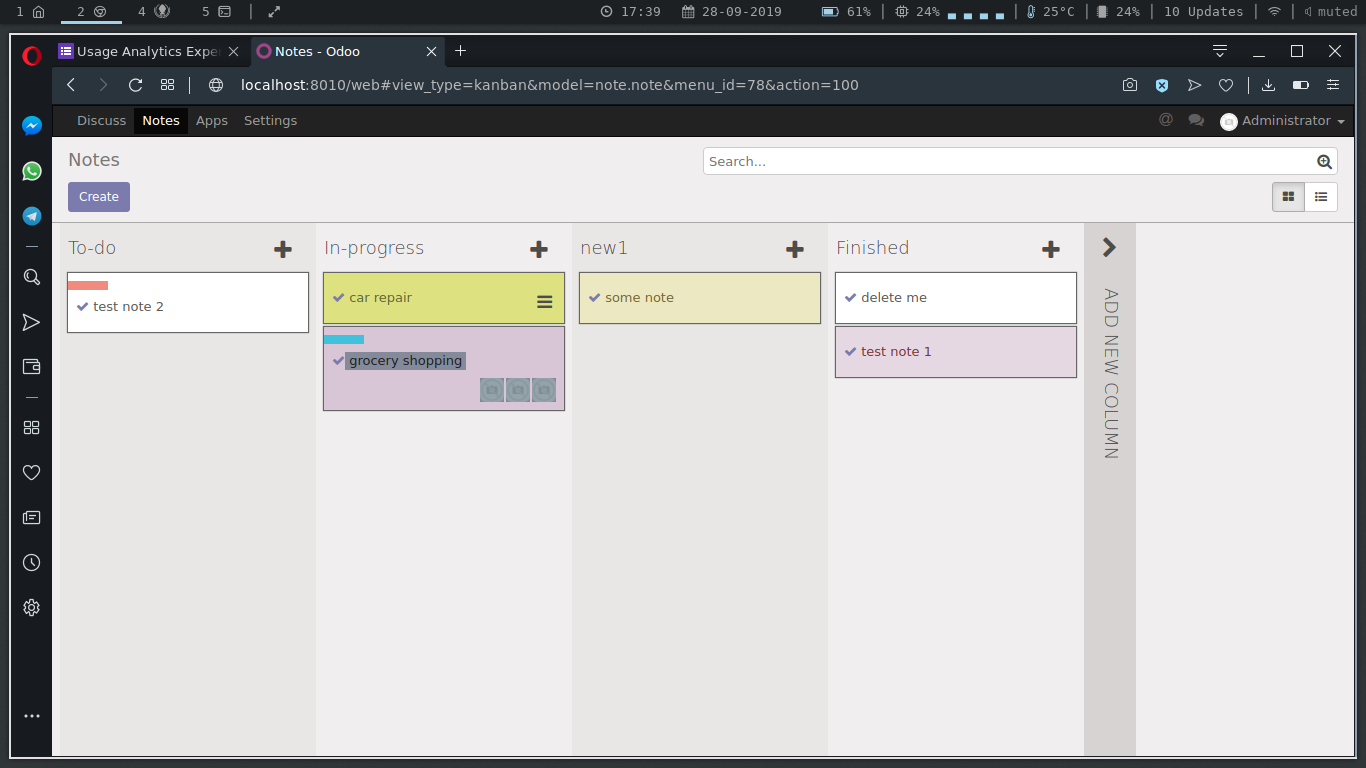 1 2 4 5 17:39 28-09-2019 61% 24% 25°C 24% 10 Updates muted
Usage Analytics Expe
Notes - Odoo
localhost:8010/web#view_type=kanban&model=note.note&menu_id=78&action=100
Discuss Notes Apps Settings @ Administrator
Notes
Search...
Create
To-do
test note 2
In-progress
car repair
grocery shopping
new1
some note
Finished
delete me
test note 1
ADD NEW COLUMN